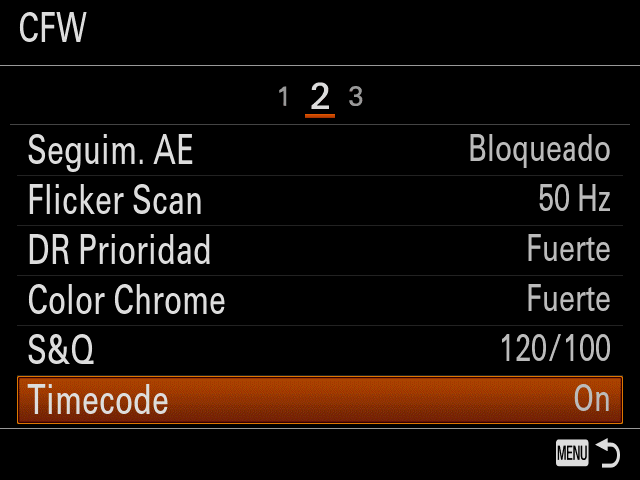 CFW
1 2 3
Seguim. AE Bloqueado
Flicker Scan 50 Hz
DR Prioridad Fuerte
Color Chrome Fuerte
S&Q 120/100
Timecode On
MENU